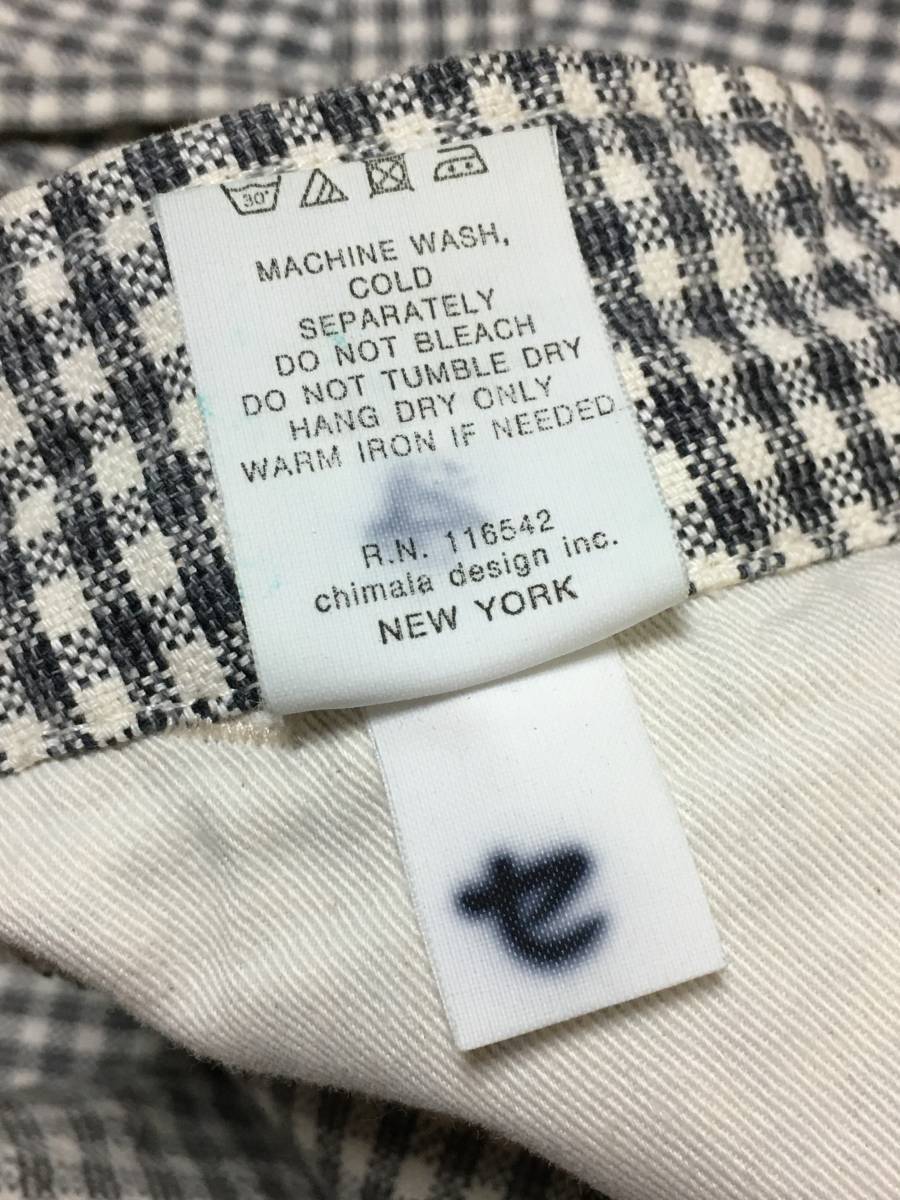 30°
MACHINE WASH,
COLD
SEPARATELY
DO NOT BLEACH
DO NOT TUMBLE DRY
HANG DRY ONLY
WARM IRON IF NEEDED
R.N. 116542
chimala design inc.
NEW YORK